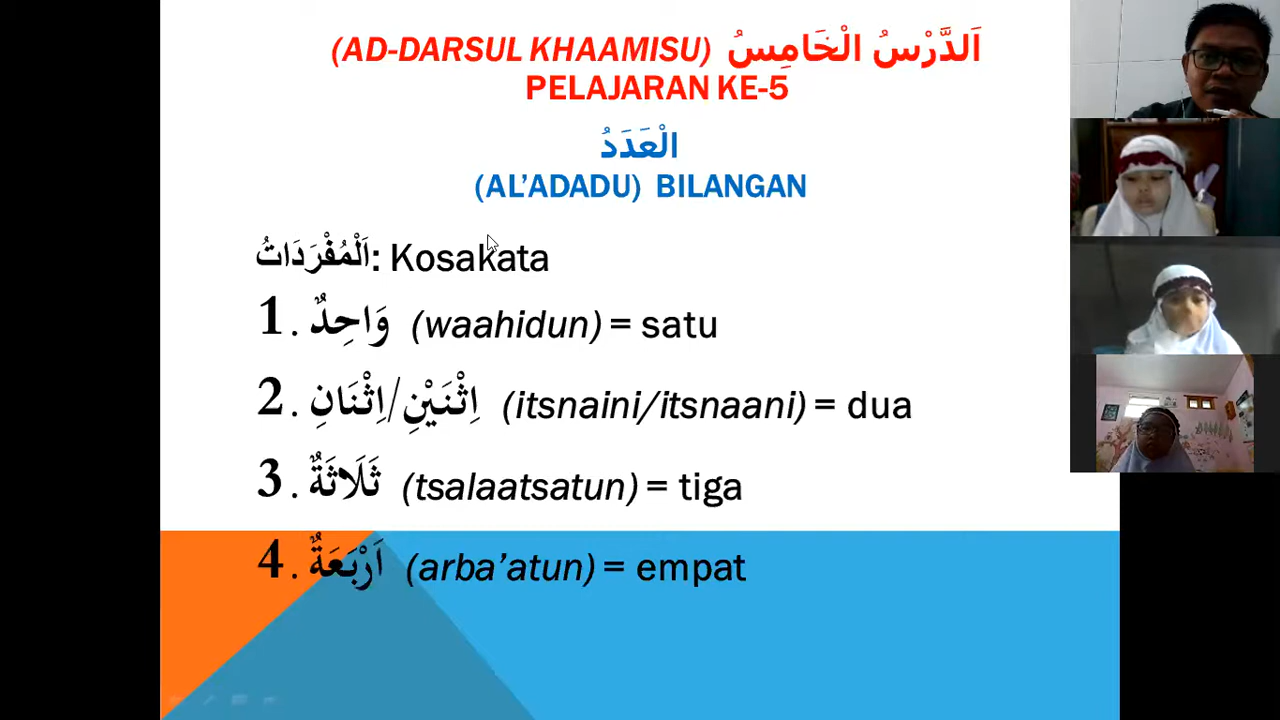 (AD-DARSUL KHAAMISU) اَلدَّرْسُ الْخَامِسُ
PELAJARAN KE-5
الْعَدَدُ
(AL’ADADU) BILANGAN
اَلْمُفْرَدَاتُ: Kosakata
1. وَاحِدٌ (waahidun) = satu
2. اِثْنَيْنِ/اِثْنَانِ (itsnaini/itsnaani) = dua
3. ثَلَاثَةٌ (tsalaatsatun) = tiga
4. اَرْبَعَةٌ (arba’atun) = empat